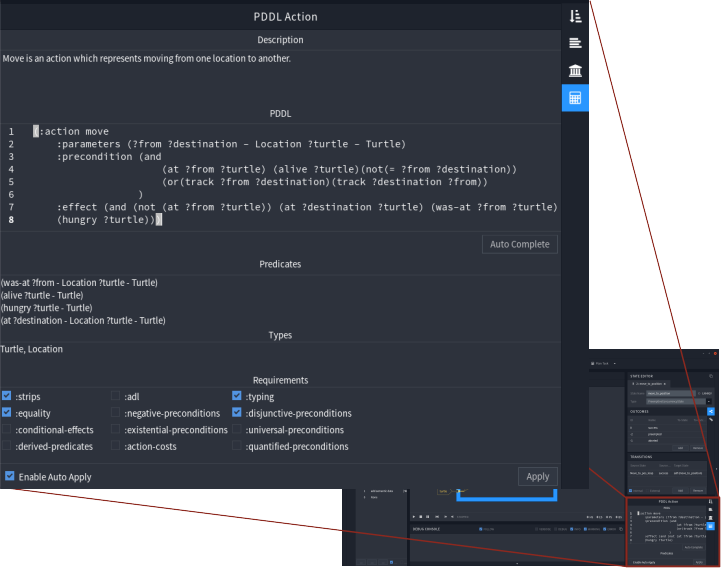 PDDL Action
Description
Move is an action which represents moving from one location to another.
PDDL
1 (:action move
2 :parameters (?from ?destination - Location ?turtle - Turtle)
3 :precondition (and
4 (at ?from ?turtle) (alive ?turtle)(not(= ?from ?destination))
5 (or(track ?from ?destination)(track ?destination ?from))
6 )
7 :effect (and (not (at ?from ?turtle)) (at ?destination ?turtle) (was-at ?from ?turtle)
8 (hungry ?turtle)))
Auto Complete
Predicates
(was-at ?from - Location ?turtle - Turtle)
(alive ?turtle - Turtle)
(hungry ?turtle - Turtle)
(at ?destination - Location ?turtle - Turtle)
Types
Turtle, Location
Requirements
:strips :adl :typing
:equality :negative-preconditions :disjunctive-preconditions
:conditional-effects :existential-preconditions :universal-preconditions
:derived-predicates :action-costs :quantified-preconditions
Enable Auto Apply
Apply
STATE EDITOR
OUTCOMES
TRANSITIONS
PDDL Action
DEBUG CONSOLE